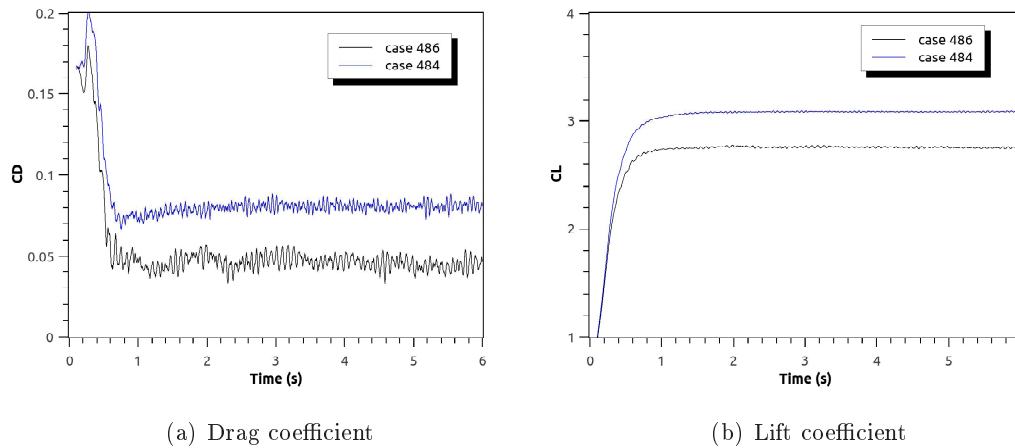 0.2
0.15
0.1
0.05
0
CD
case 486
case 484
0 1 2 3 4 5 6
Time (s)
(a) Drag coefficient
4
3
2
1
CL
case 486
case 484
0 1 2 3 4 5
Time (s)
(b) Lift coefficient